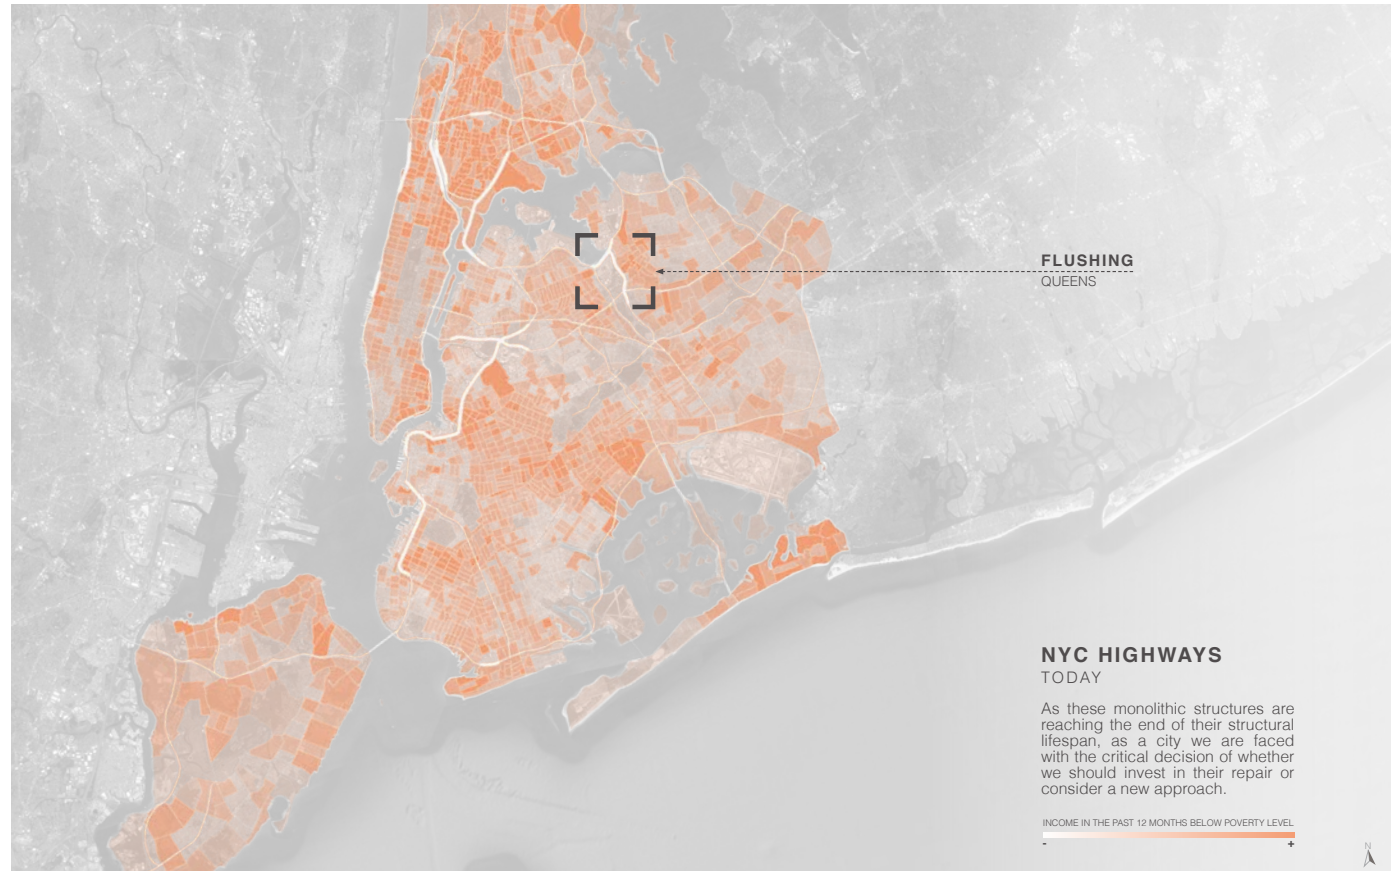 FLUSHING
QUEENS
NYC HIGHWAYS
TODAY
As these monolithic structures are
reaching the end of their structural
lifespan, as a city we are faced
with the critical decision of whether
we should invest in their repair or
consider a new approach.
INCOME IN THE PAST 12 MONTHS BELOW POVERTY LEVEL
- +
N